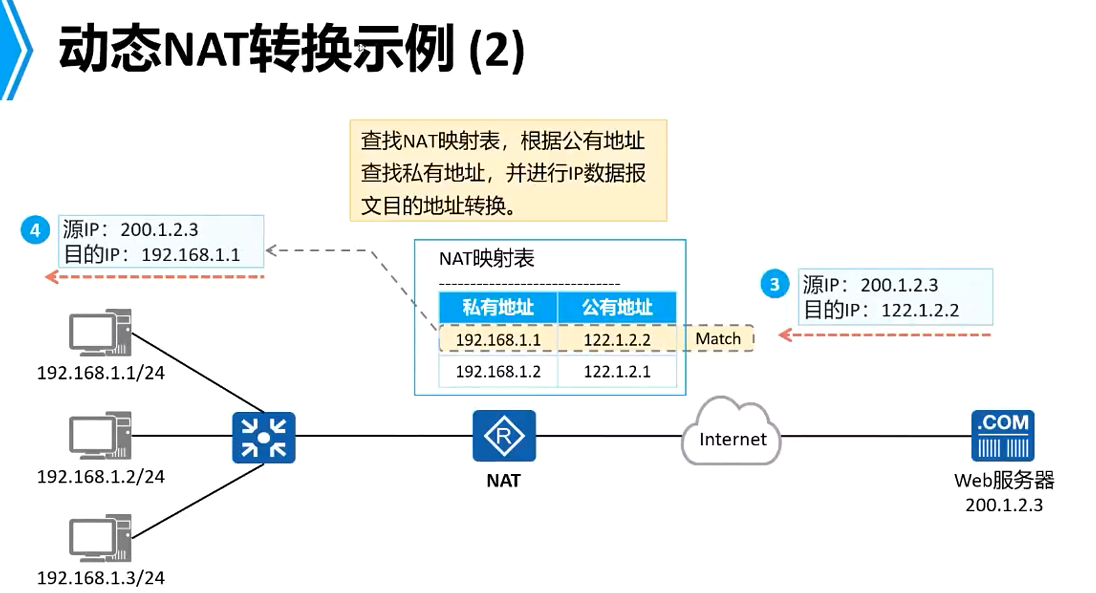 动态NAT转换示例 (2)
查找NAT映射表，根据公有地址
查找私有地址，并进行IP数据报
文目的地址转换。
4
源IP：200.1.2.3
目的IP：192.168.1.1
NAT映射表
私有地址 公有地址
192.168.1.1 122.1.2.2 Match
192.168.1.2 122.1.2.1
3
源IP：200.1.2.3
目的IP：122.1.2.2
192.168.1.1/24
192.168.1.2/24
192.168.1.3/24
R
NAT
Internet
.COM
Web服务器
200.1.2.3